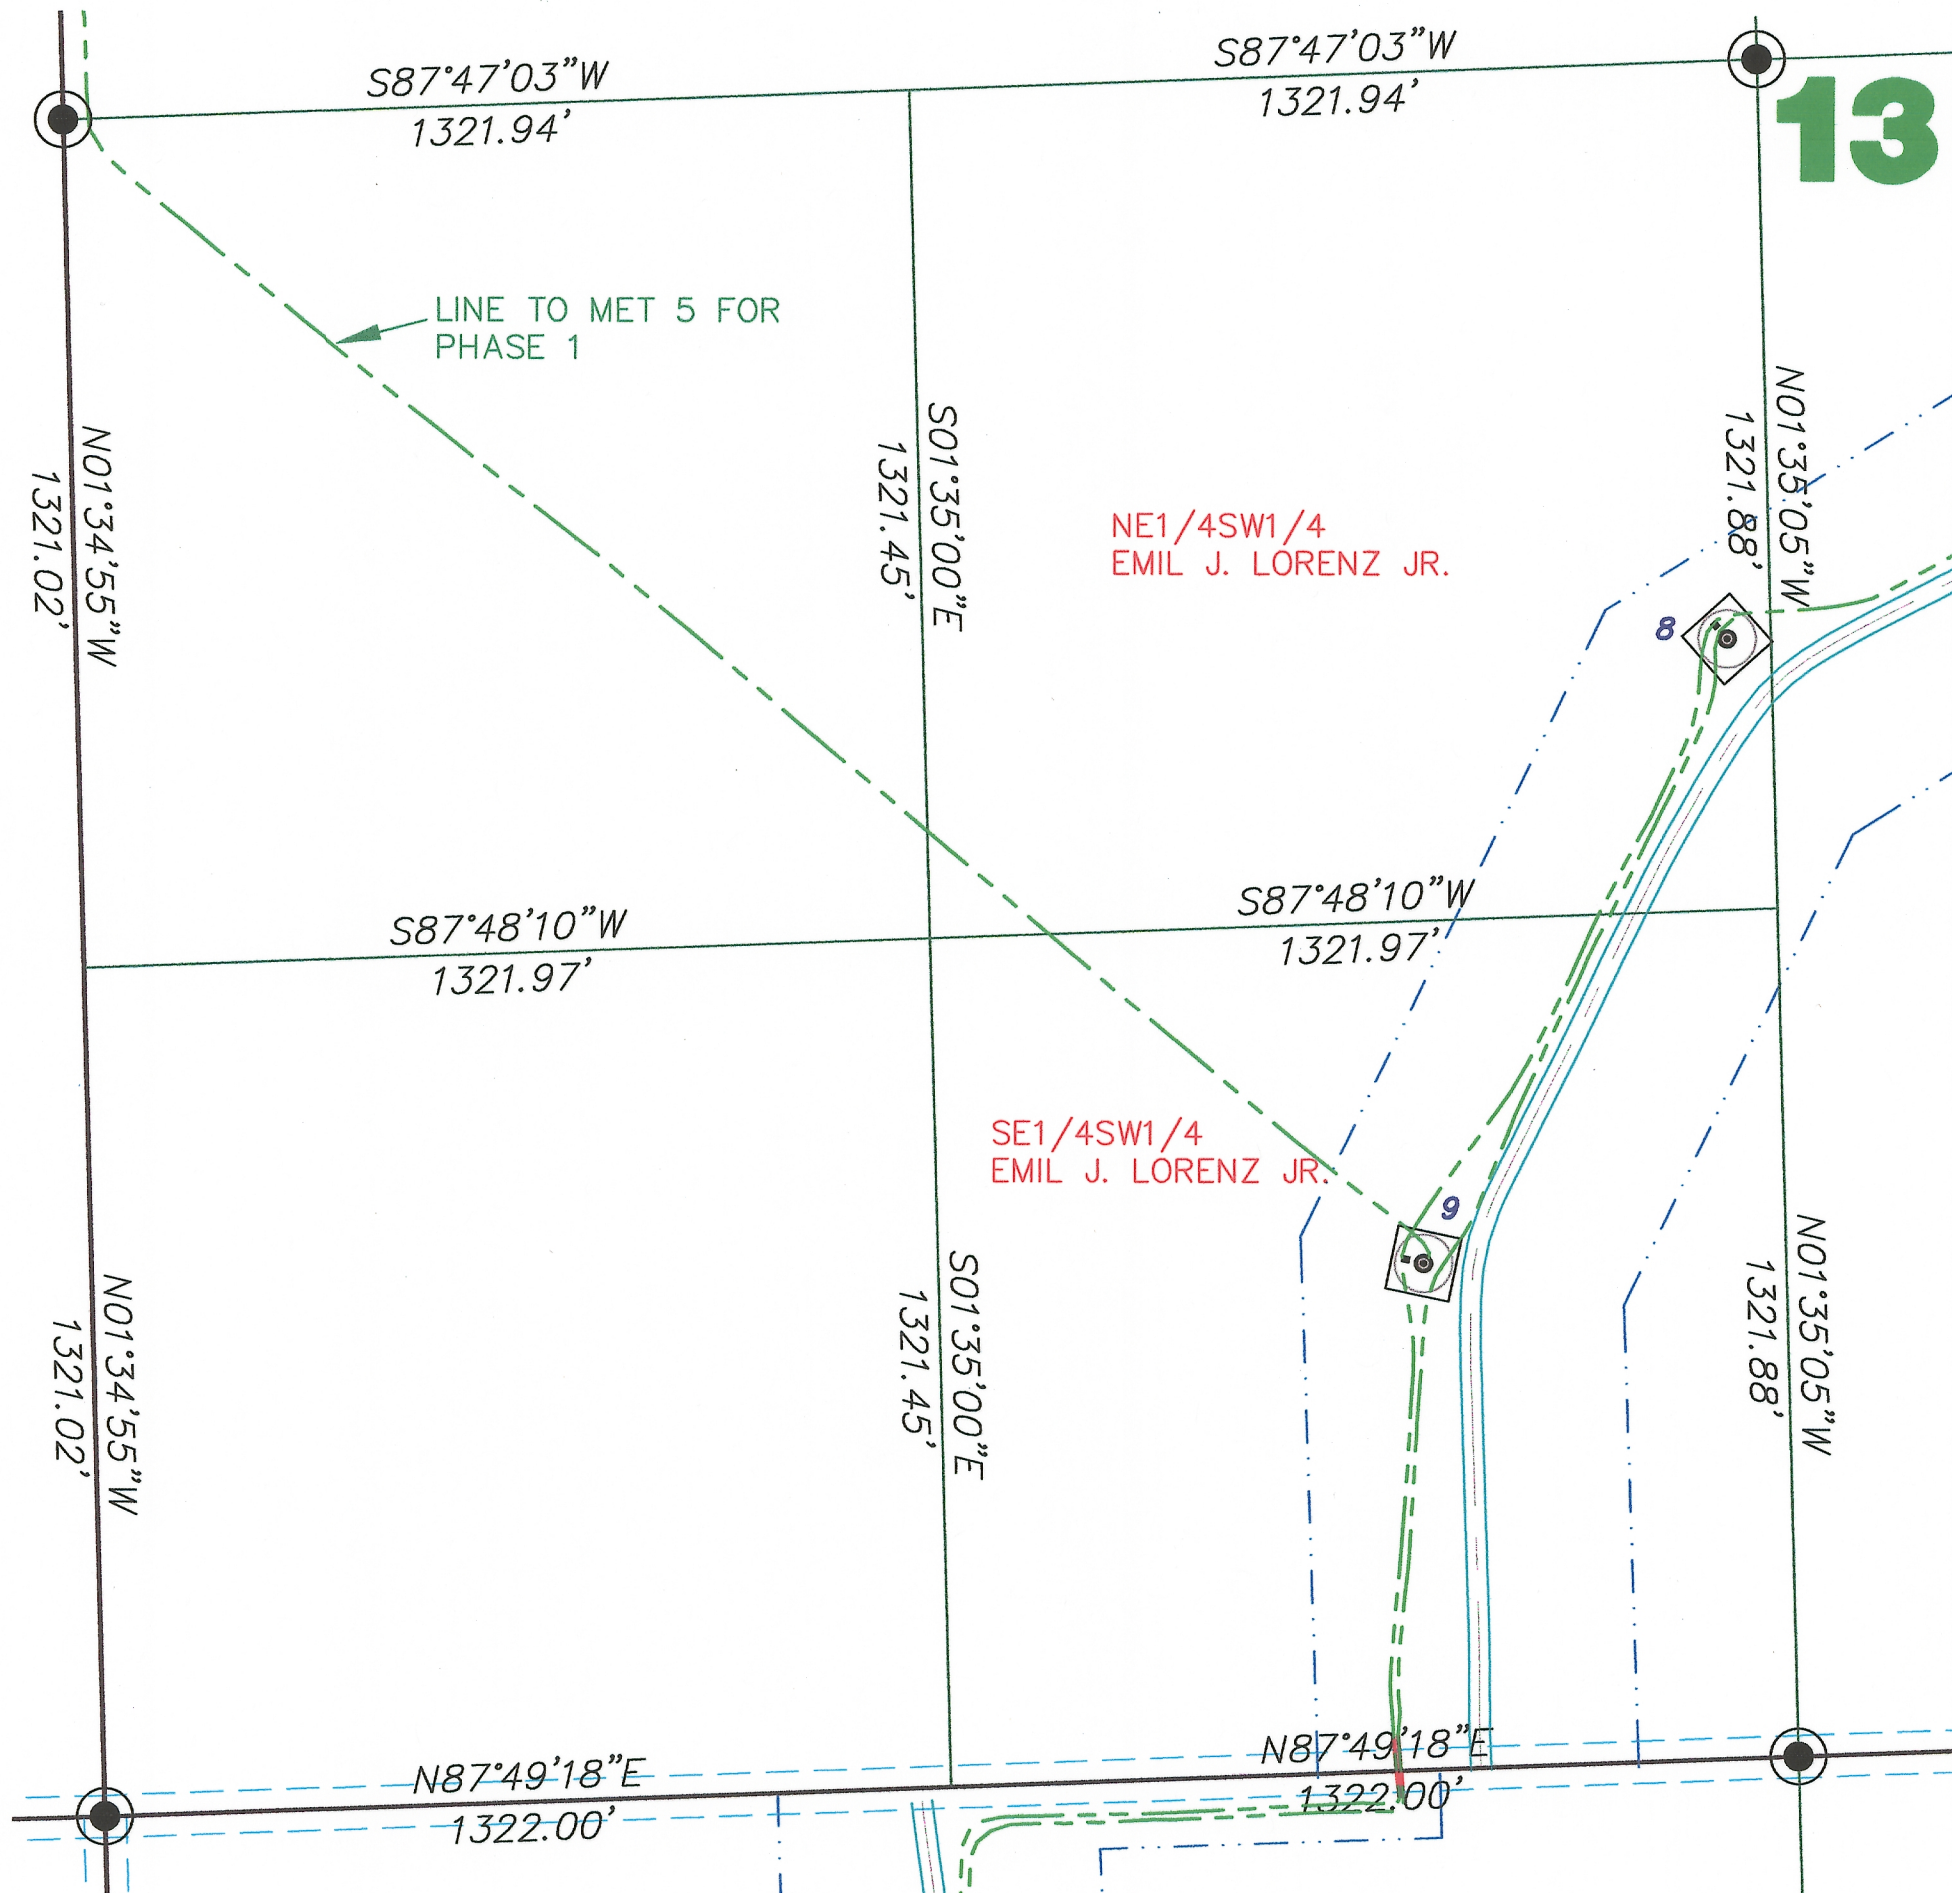 S87°47'03"W
1321.94'
S87°47'03"W
1321.94'
13
LINE TO MET 5 FOR
PHASE 1
N01°34'55"W
1321.02'
S01°35'00"E
1321.45'
NE1/4SW1/4
EMIL J. LORENZ JR.
N01°35'05"W
1321.88'
8
S87°48'10"W
1321.97'
S87°48'10"W
1321.97'
SE1/4SW1/4
EMIL J. LORENZ JR.
9
N01°34'55"W
1321.02'
S01°35'00"E
1321.45'
N01°35'05"W
1321.88'
N87°49'18"E
1322.00'
N87°49'18"E
1322.00'